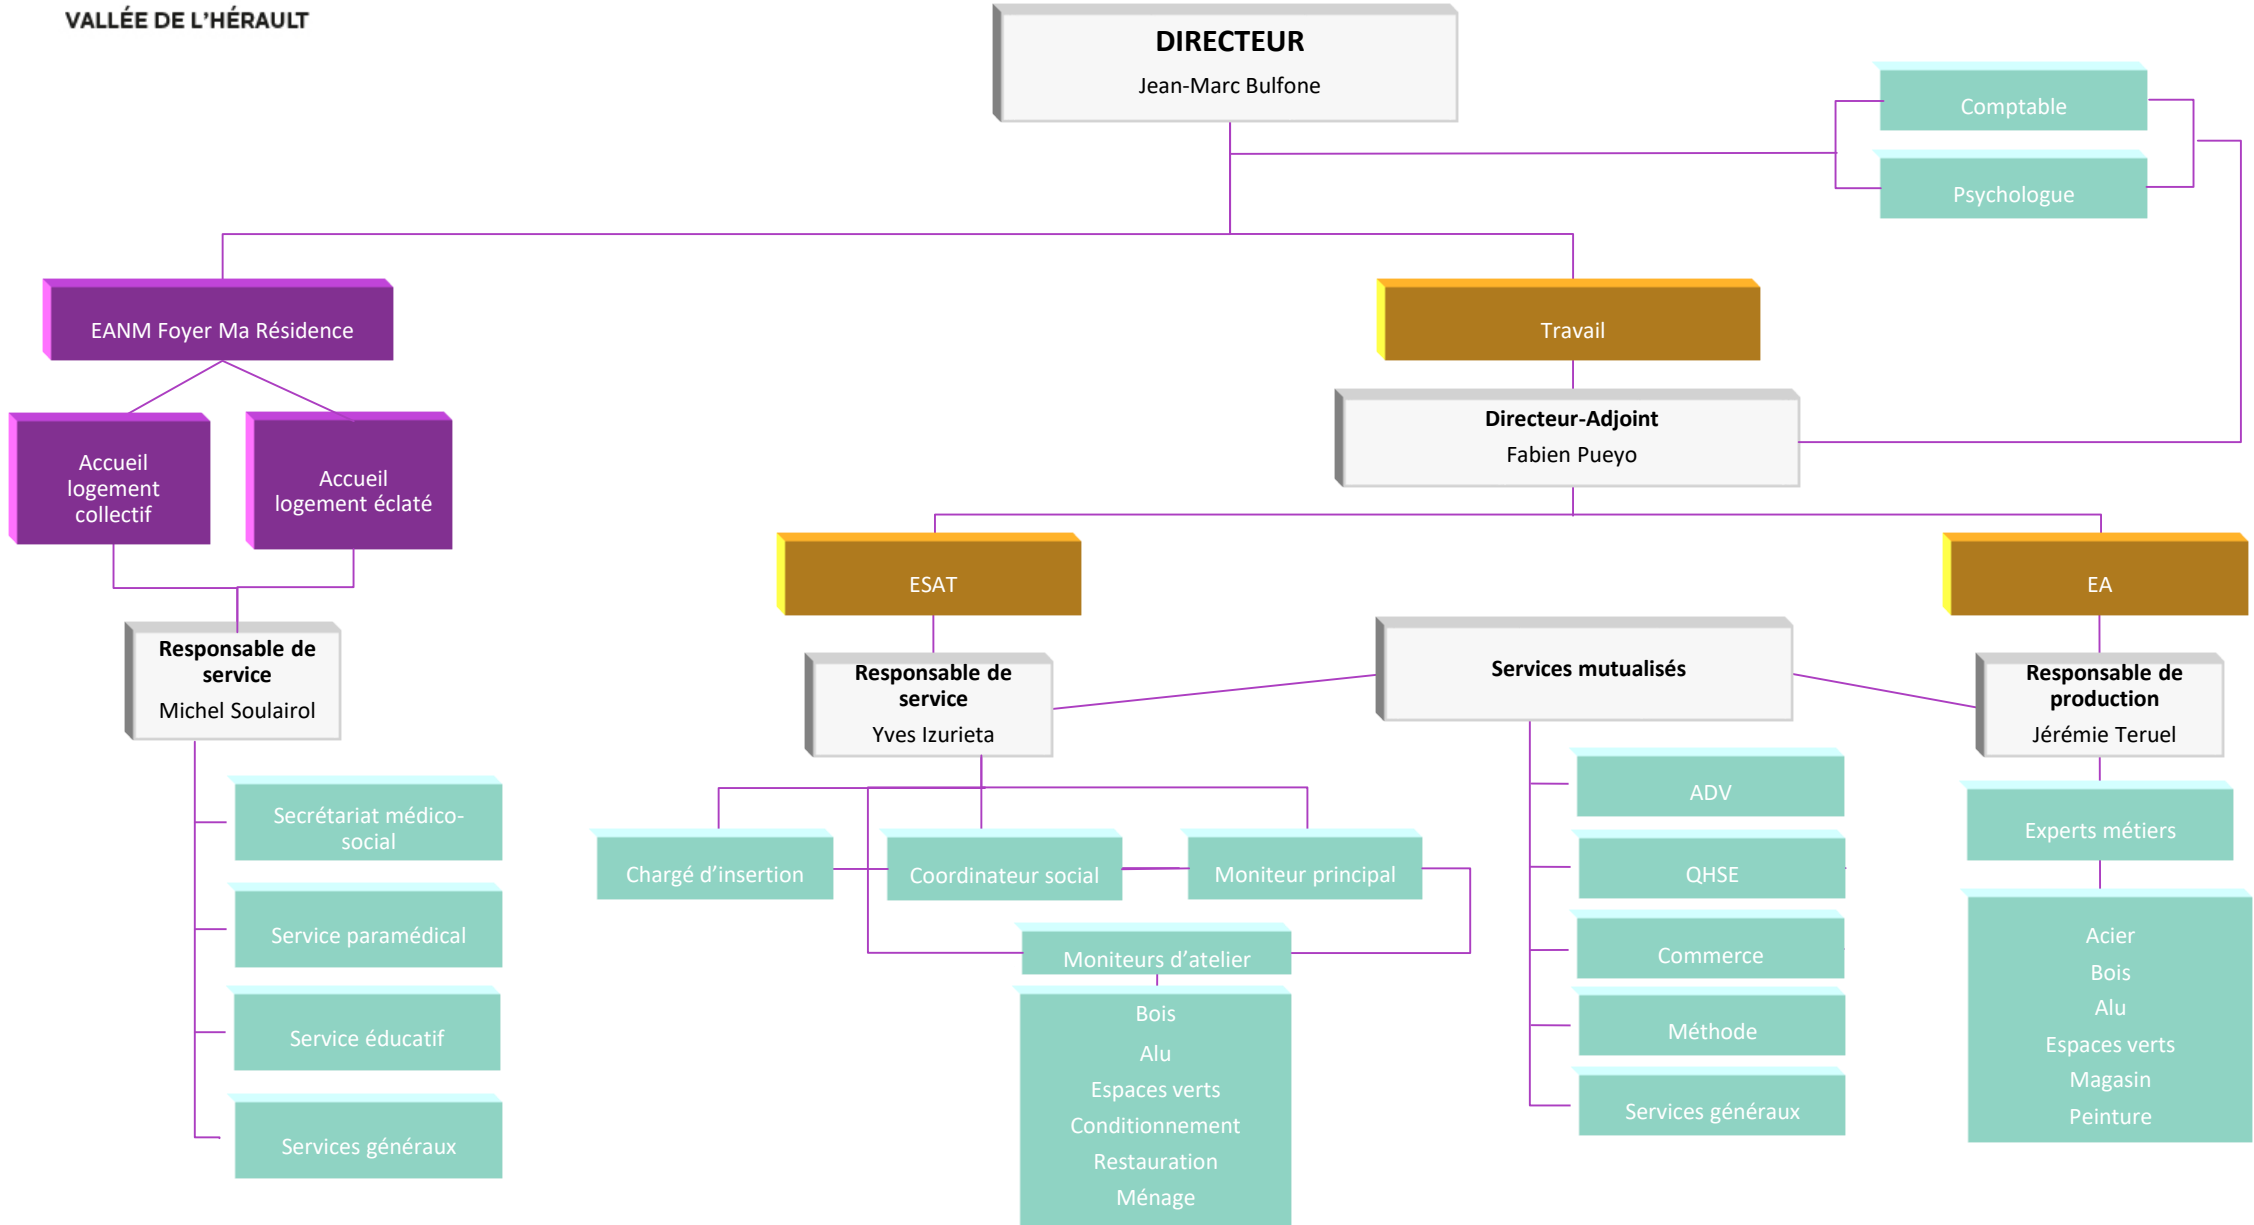 VALLÉE DE L'HÉRAULT
DIRECTEUR
Jean-Marc Bulfone
Comptable
Psychologue
EANM Foyer Ma Résidence
Travail
Accueil
logement
collectif
Accueil
logement éclaté
Directeur-Adjoint
Fabien Pueyo
ESAT
EA
Responsable de
service
Michel Soulairol
Responsable de
service
Yves Izurieta
Services mutualisés
Responsable de
production
Jérémie Teruel
Secrétariat médico-
social
Service paramédical
Service éducatif
Services généraux
Chargé d’insertion
Coordinateur social
Moniteur principal
Moniteurs d’atelier
Bois
Alu
Espaces verts
Conditionnement
Restauration
Ménage
ADV
QHSE
Commerce
Méthode
Services généraux
Experts métiers
Acier
Bois
Alu
Espaces verts
Magasin
Peinture